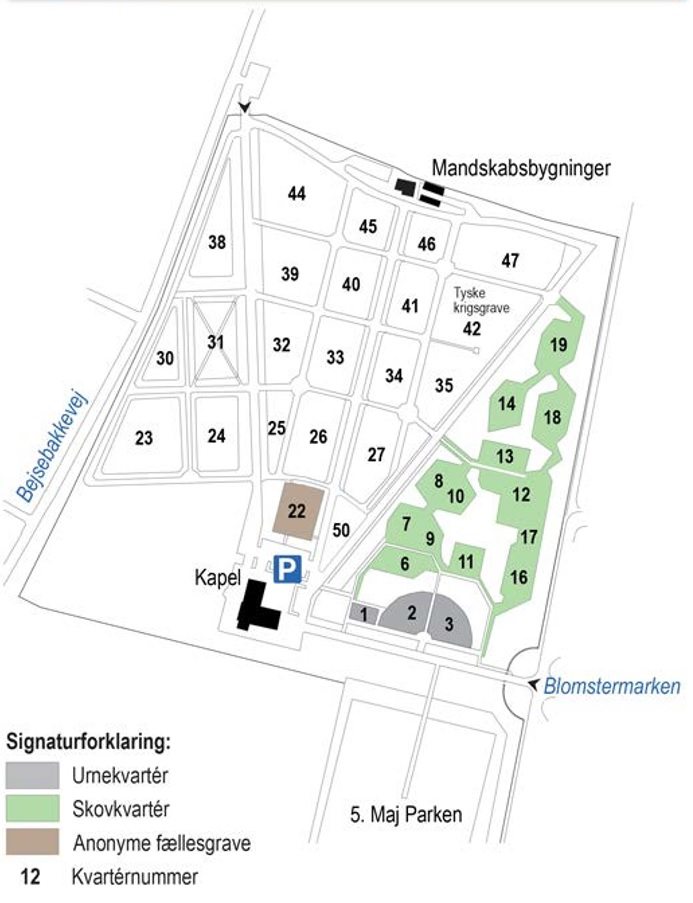 Mandskabsbygninger
44
45
46
47
38
39
40
41
Tyske
krigsgrave
42
19
30
31
32
33
34
35
14
18
23
24
25
26
27
13
8
10
12
22
50
7
9
17
P
Kapel
6
11
16
1
2
3
Bejsebakkevej
Blomstermarken
5. Maj Parken
Signaturforklaring:
Urnekvartér
Skovkvartér
Anonyme fællesgrave
12 Kvartérnummer